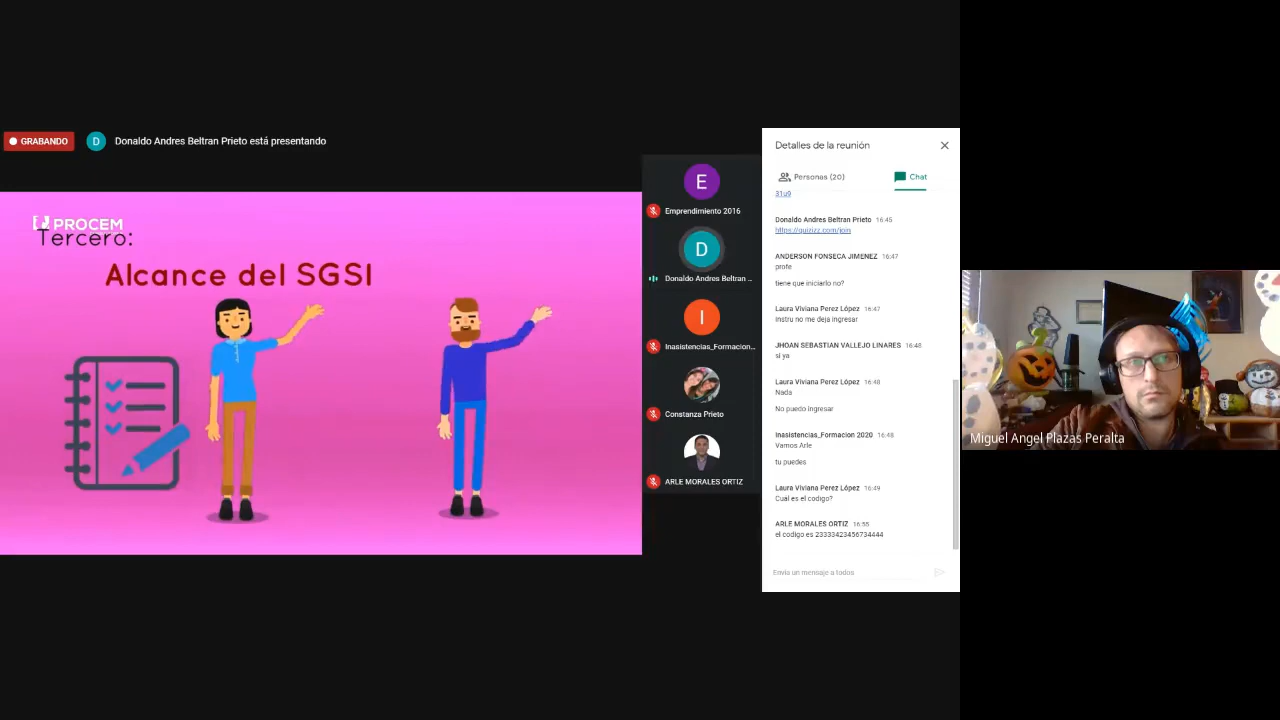 GRABANDO
D
Donaldo Andres Beltran Prieto está presentando
PROCEM
Tercero:
Alcance del SGSI
E
Emprendimiento 2016
D
Donaldo Andres Beltran ...
I
Inasistencias_Formacion...
Constanza Prieto
ARLE MORALES ORTIZ
Detalles de la reunión
Personas (20)
Chat
31u9
Donaldo Andres Beltran Prieto 16:45
https://quizizz.com/join
ANDERSON FONSECA JIMENEZ 16:47
profe
tiene que iniciarlo no?
Laura Viviana Perez López 16:47
Instru no me deja ingresar
JHOAN SEBASTIAN VALLEJO LINARES 16:48
si ya
Laura Viviana Perez López 16:48
Nada
No puedo ingresar
Inasistencias_Formacion 2020 16:48
Vamos Arle
tu puedes
Laura Viviana Perez López 16:49
Cuál es el codigo?
ARLE MORALES ORTIZ 16:55
el codigo es 23333423456734444
Envía un mensaje a todos
Miguel Angel Plazas Peralta